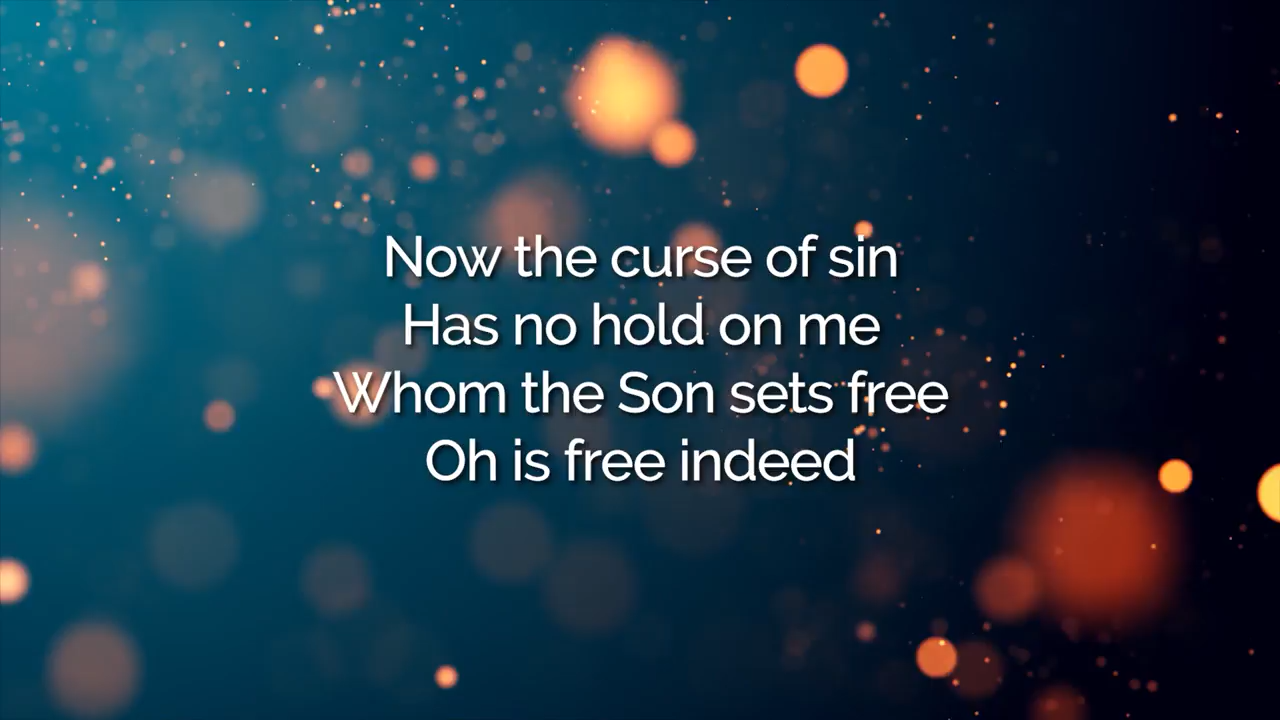 Now the curse of sin
Has no hold on me
Whom the Son sets free
Oh is free indeed